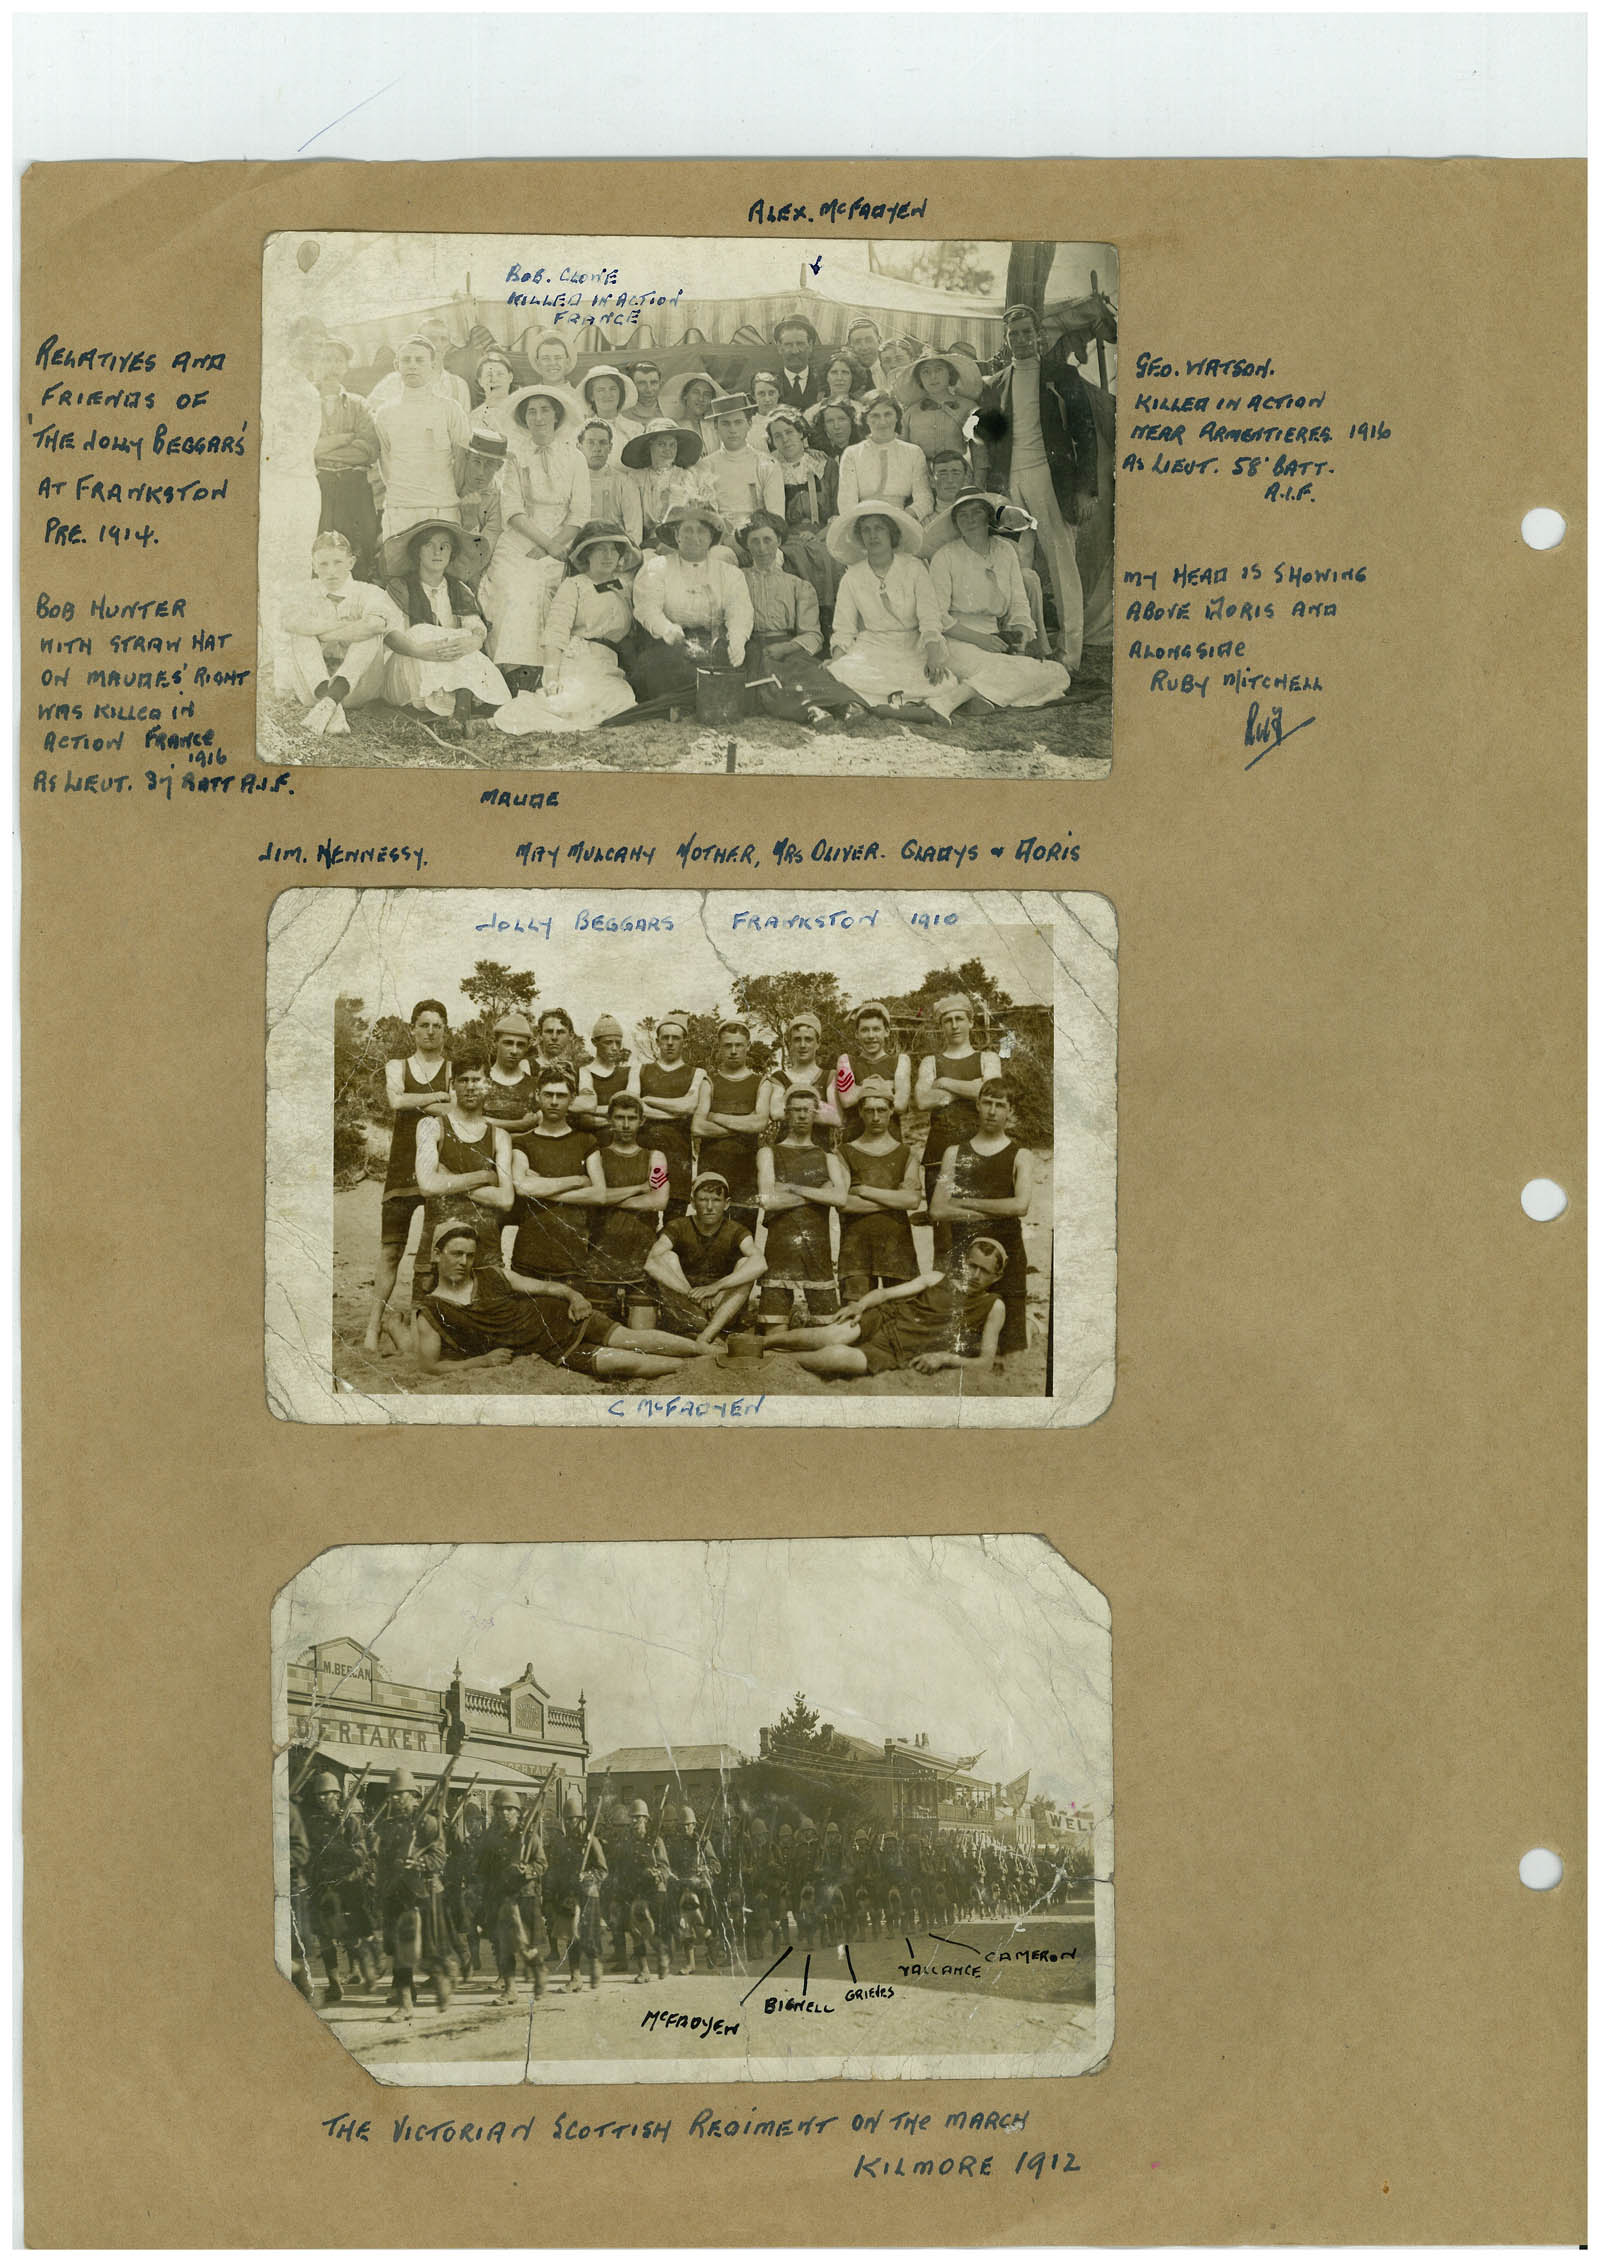 ALEX. McFADYEN
BOB. CLOWE
KILLED IN ACTION
FRANCE
RELATIVES AND
FRIENDS OF
'THE JOLLY BEGGARS'
AT FRANKSTON
PRE. 1914.
BOB HUNTER
WITH STRAW HAT
ON MAUDES' RIGHT
WAS KILLED IN
ACTION FRANCE
1916
AS LIEUT. 37 BATT A.I.F.
GEO. WATSON.
KILLED IN ACTION
NEAR ARMENTIERES 1916
AS LIEUT. 58' BATT.
A.I.F.
MY HEAD IS SHOWING
ABOVE DORIS AND
ALONGSIDE
RUBY MITCHELL
MAUDE
JIM. HENNESSY. MAY MULCAHY MOTHER, MRS OLIVER. GLADYS & DORIS
JOLLY BEGGARS FRANKSTON 1910
C McFADYEN
M. BEGAN
DERTAKER
DERTAK
WEL
CAMERON
VALLANCE
GRIEVES
BIGNELL
McFADYEN
THE VICTORIAN SCOTTISH REGIMENT ON THE MARCH
KILMORE 1912